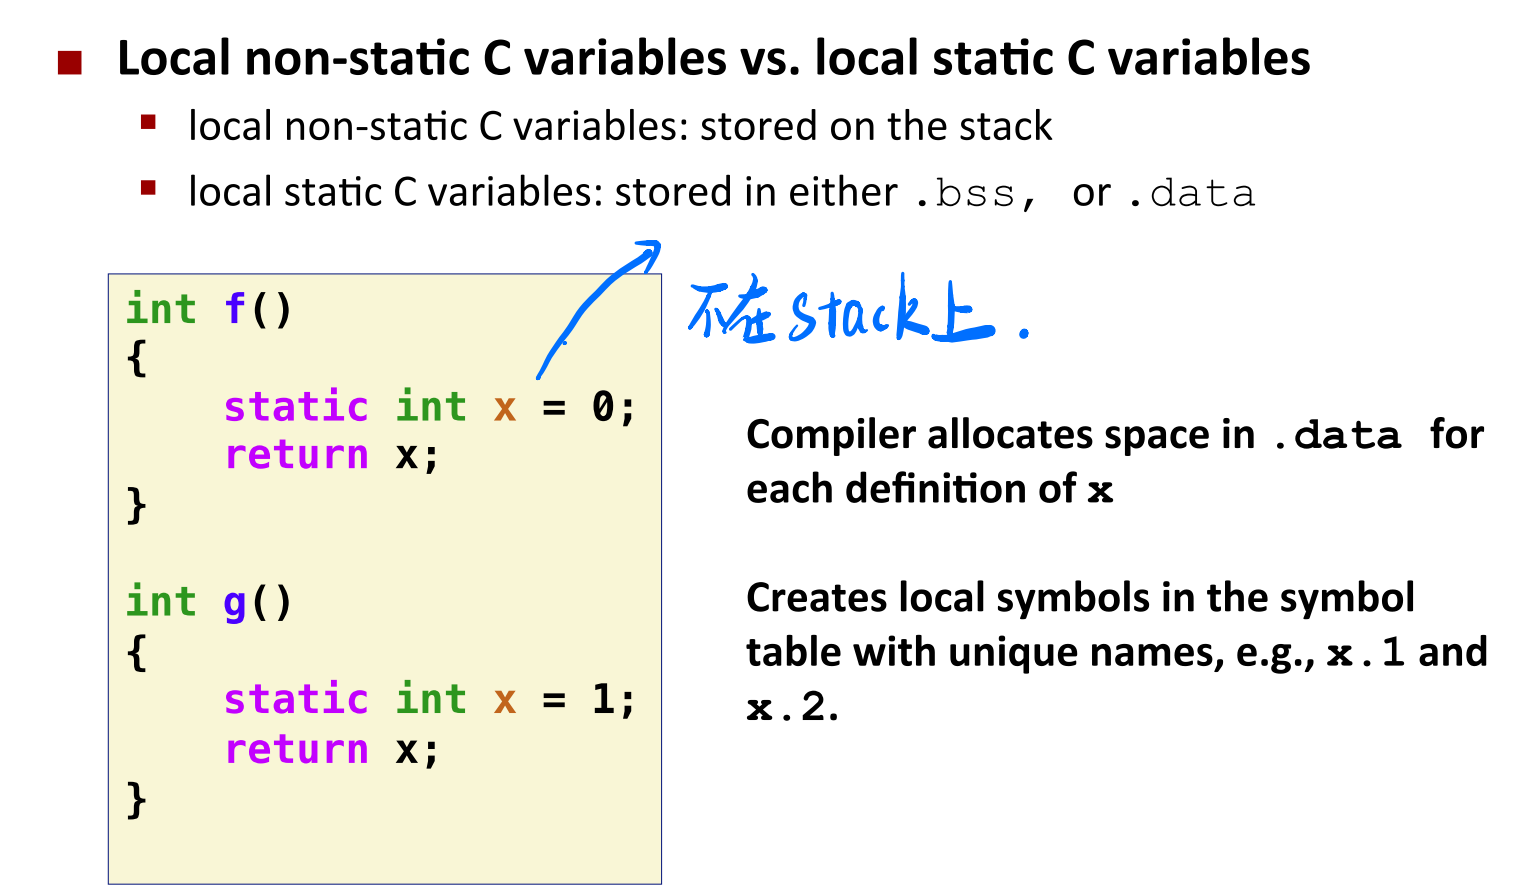 Local non-static C variables vs. local static C variables
local non-static C variables: stored on the stack
local static C variables: stored in either .bss, or .data
int f()
{
    static int x = 0;
    return x;
}
int g()
{
    static int x = 1;
    return x;
}
不在stack上.
Compiler allocates space in .data for
each definition of x
Creates local symbols in the symbol
table with unique names, e.g., x.1 and
x.2.